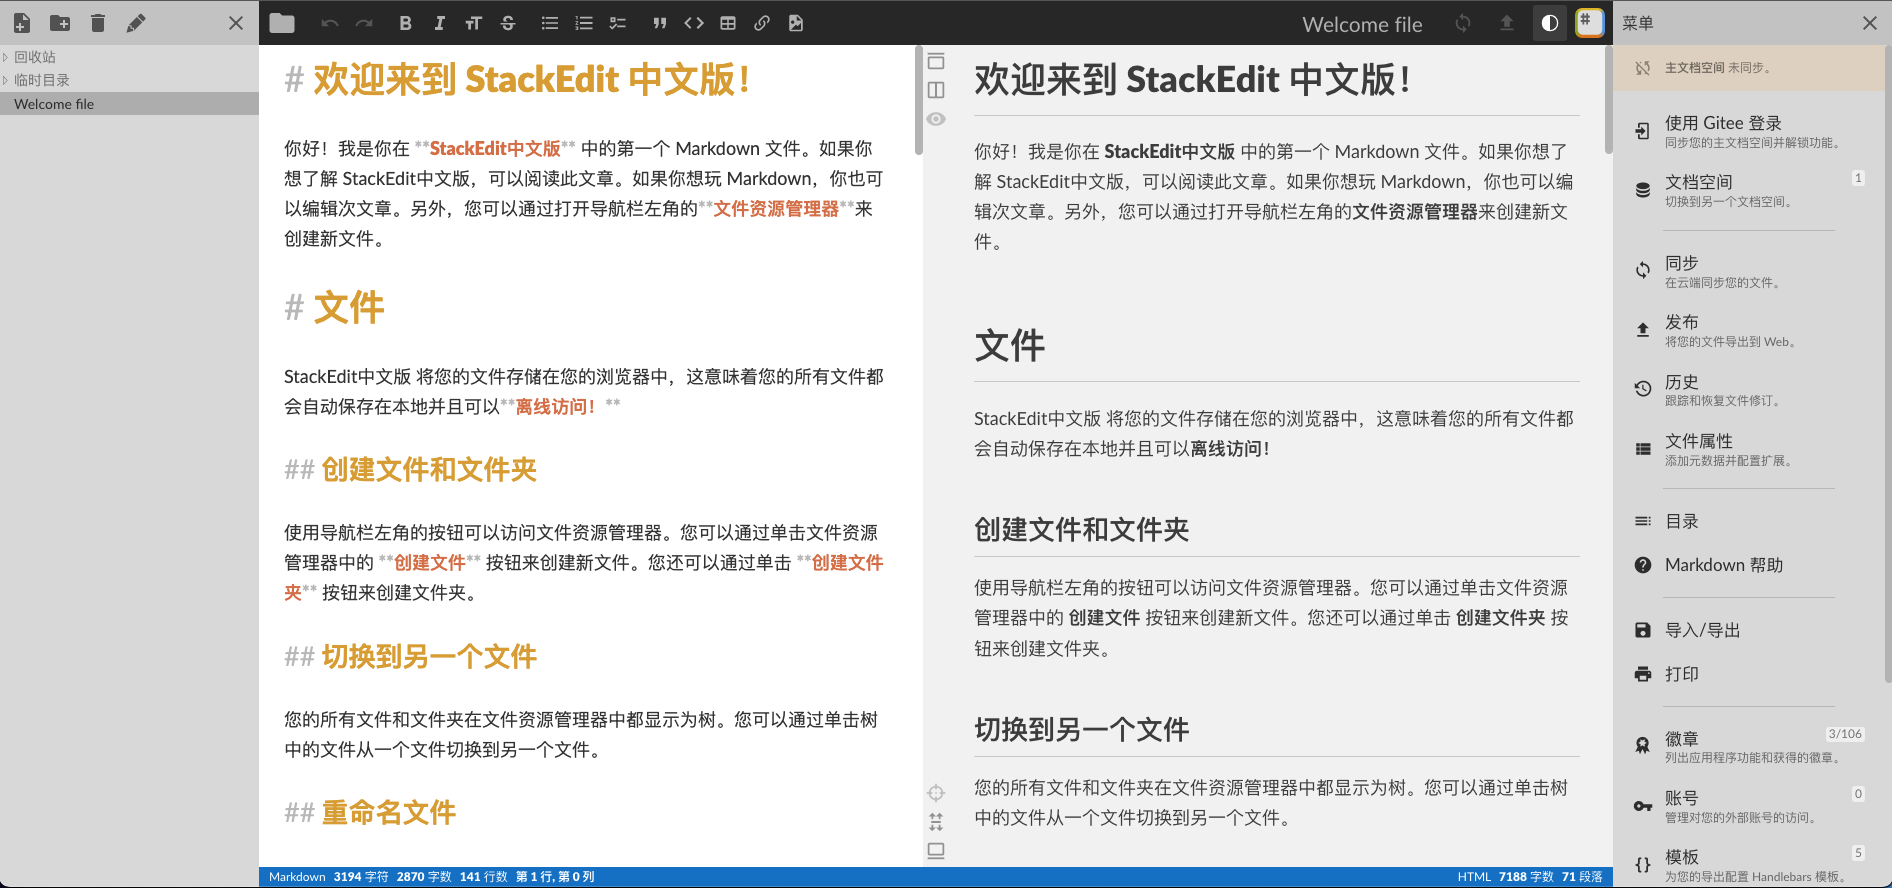 Welcome file
菜单
回收站
临时目录
Welcome file
# 欢迎来到 StackEdit 中文版！
你好！我是你在 **StackEdit中文版** 中的第一个 Markdown 文件。如果你
想了解 StackEdit中文版，可以阅读此文章。如果你想玩 Markdown，你也可
以编辑次文章。另外，您可以通过打开导航栏左角的**文件资源管理器**来
创建新文件。
# 文件
StackEdit中文版 将您的文件存储在您的浏览器中，这意味着您的所有文件都
会自动保存在本地并且可以**离线访问！**
## 创建文件和文件夹
使用导航栏左角的按钮可以访问文件资源管理器。您可以通过单击文件资源
管理器中的 **创建文件** 按钮来创建新文件。您还可以通过单击 **创建文件
夹** 按钮来创建文件夹。
## 切换到另一个文件
您的所有文件和文件夹在文件资源管理器中都显示为树。您可以通过单击树
中的文件从一个文件切换到另一个文件。
## 重命名文件
欢迎来到 StackEdit 中文版！
你好！我是你在 StackEdit中文版 中的第一个 Markdown 文件。如果你想了
解 StackEdit中文版，可以阅读此文章。如果你想玩 Markdown，你也可以编
辑次文章。另外，您可以通过打开导航栏左角的文件资源管理器来创建新文
件。
文件
StackEdit中文版 将您的文件存储在您的浏览器中，这意味着您的所有文件都
会自动保存在本地并且可以离线访问！
创建文件和文件夹
使用导航栏左角的按钮可以访问文件资源管理器。您可以通过单击文件资源
管理器中的 创建文件 按钮来创建新文件。您还可以通过单击 创建文件夹 按
钮来创建文件夹。
切换到另一个文件
您的所有文件和文件夹在文件资源管理器中都显示为树。您可以通过单击树
中的文件从一个文件切换到另一个文件。
主文档空间 未同步。
使用 Gitee 登录
同步您的主文档空间并解锁功能。
文档空间 1
切换到另一个文档空间。
同步
在云端同步您的文件。
发布
将您的文件导出到 Web。
历史
跟踪和恢复文件修订。
文件属性
添加元数据并配置扩展。
目录
Markdown 帮助
导入/导出
打印
徽章 3/106
列出应用程序功能和获得的徽章。
账号 0
管理对您的外部账号的访问。
模板 5
为您的导出配置 Handlebars 模板。
Markdown 3194 字符 2870 字数 141 行数 第 1 行, 第 0 列
HTML 7188 字数 71 段落